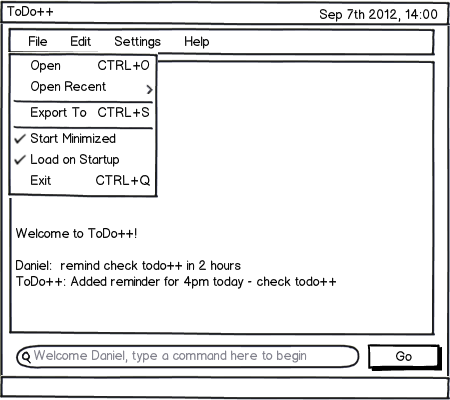 ToDo++ Sep 7th 2012, 14:00
File Edit Settings Help
Open CTRL+O
Open Recent
Export To CTRL+S
Start Minimized
Load on Startup
Exit CTRL+Q
Welcome to ToDo++!
Daniel: remind check todo++ in 2 hours
ToDo++: Added reminder for 4pm today - check todo++
Welcome Daniel, type a command here to begin Go